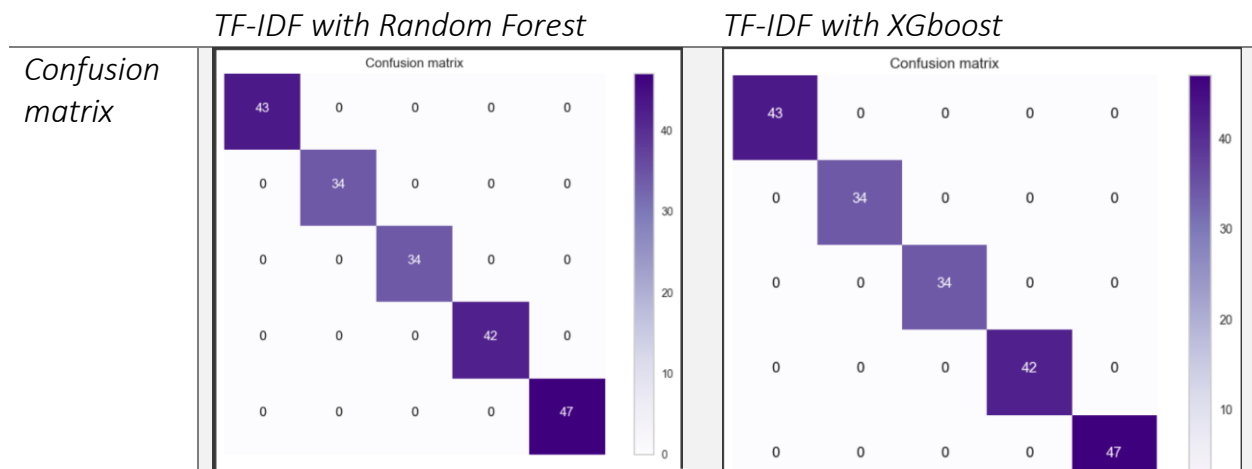 TF-IDF with Random Forest TF-IDF with XGboost
Confusion matrix
Confusion matrix
43 0 0 0 0
0 34 0 0 0
0 0 34 0 0
0 0 0 42 0
0 0 0 0 47
40
30
20
10
0
Confusion matrix
43 0 0 0 0
0 34 0 0 0
0 0 34 0 0
0 0 0 42 0
0 0 0 0 47
40
30
20
10